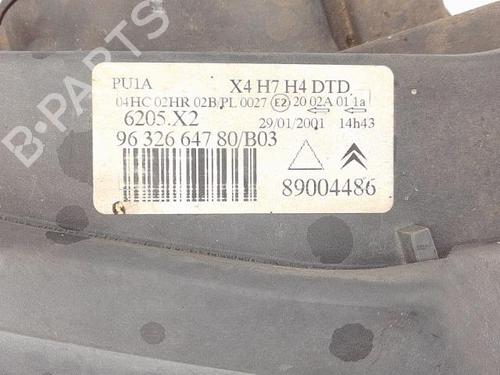 PU1A X4 H7 H4 DTD
04HC 02HR 02B/PL 0027 E2 20 02A 01 1a
6205.X2 29/01/2001 14h43
96 326 647 80/B03
89004486
B-PARTS